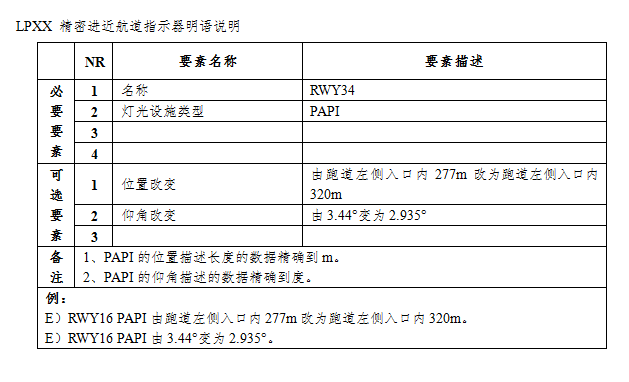 LPXX 精密进近航道指示器明语说明
NR 要素名称 要素描述
必要要素
1 名称 RWY34
2 灯光设施类型 PAPI
3
4
可选要素
1 位置改变 由跑道左侧入口内 277m 改为跑道左侧入口内
320m
2 仰角改变 由 3.44°变为 2.935°
3
备注
1、PAPI 的位置描述长度的数据精确到 m。
2、PAPI 的仰角描述的数据精确到度。
例：
E）RWY16 PAPI 由跑道左侧入口内 277m 改为跑道左侧入口内 320m。
E）RWY16 PAPI 由 3.44°变为 2.935°。